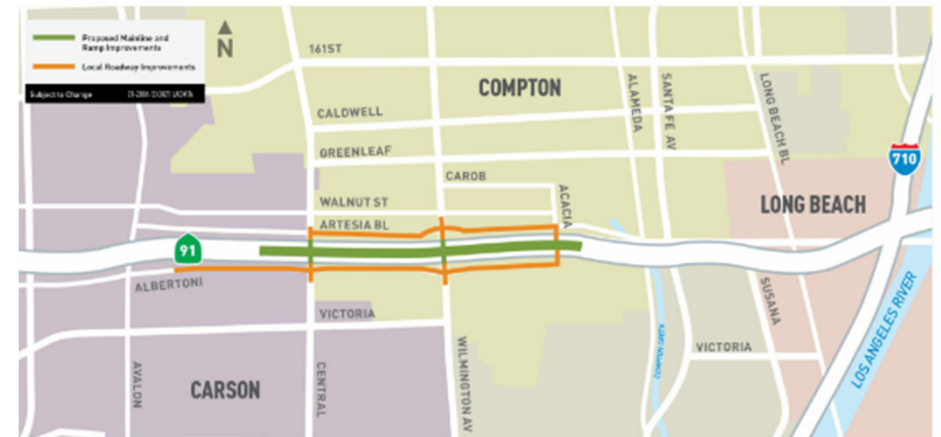 Proposed Mainline and
Ramp Improvements
Local Roadway Improvements
Subject to Change
N
161ST
COMPTON
CALDWELL
ALAMEDA
SANTA FE AV
LONG BEACH BL
GREENLEAF
710
CAROB
ACACIA
WALNUT ST
LONG BEACH
ARTESIA BL
91
ALBERTONI
VICTORIA
SUSANA
LOS ANGELES RIVER
VICTORIA
AVALON
CARSON
CENTRAL
WILMINGTON AV